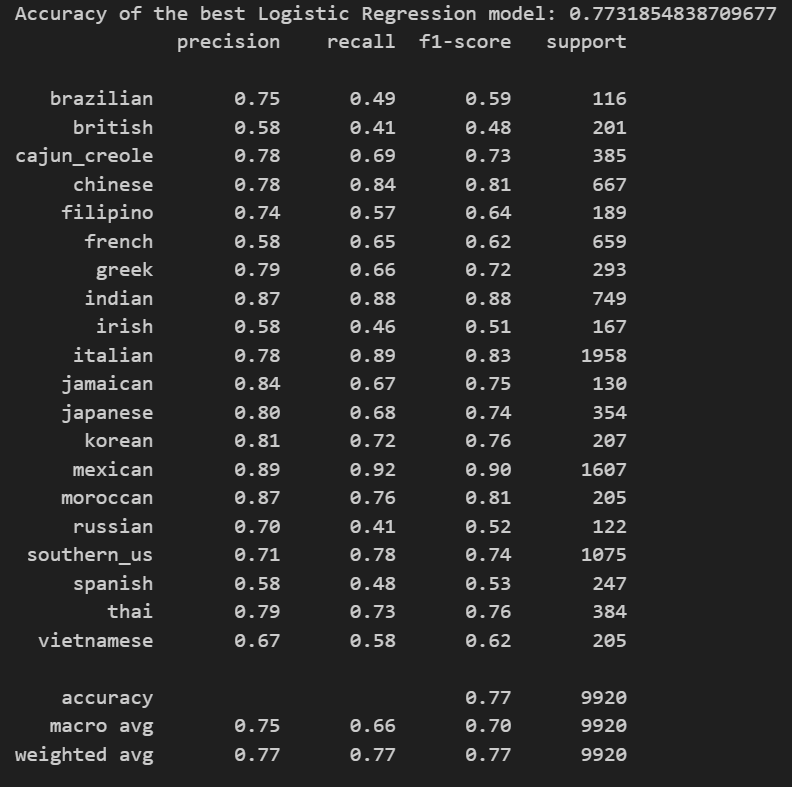 Accuracy of the best Logistic Regression model: 0.7731854838709677
precision recall f1-score support
brazilian 0.75 0.49 0.59 116
british 0.58 0.41 0.48 201
cajun_creole 0.78 0.69 0.73 385
chinese 0.78 0.84 0.81 667
filipino 0.74 0.57 0.64 189
french 0.58 0.65 0.62 659
greek 0.79 0.66 0.72 293
indian 0.87 0.88 0.88 749
irish 0.58 0.46 0.51 167
italian 0.78 0.89 0.83 1958
jamaican 0.84 0.67 0.75 130
japanese 0.80 0.68 0.74 354
korean 0.81 0.72 0.76 207
mexican 0.89 0.92 0.90 1607
moroccan 0.87 0.76 0.81 205
russian 0.70 0.41 0.52 122
southern_us 0.71 0.78 0.74 1075
spanish 0.58 0.48 0.53 247
thai 0.79 0.73 0.76 384
vietnamese 0.67 0.58 0.62 205
accuracy 0.77 9920
macro avg 0.75 0.66 0.70 9920
weighted avg 0.77 0.77 0.77 9920